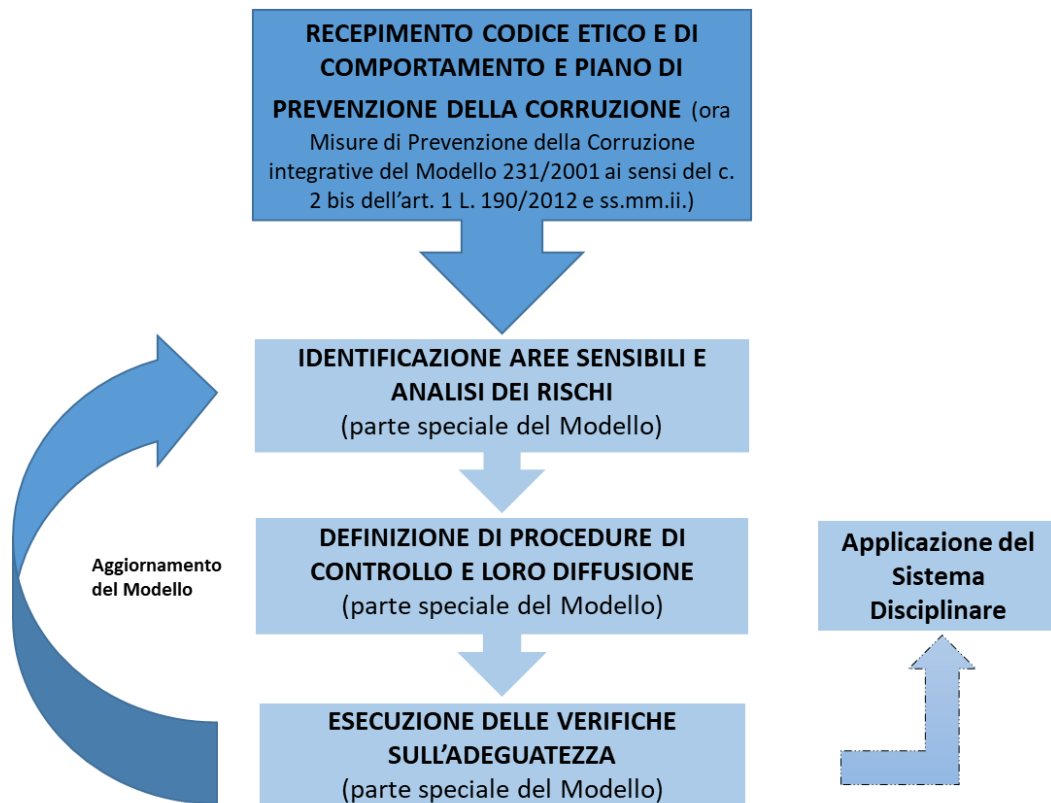 RECEPIMENTO CODICE ETICO E DI
COMPORTAMENTO E PIANO DI
PREVENZIONE DELLA CORRUZIONE (ora
Misure di Prevenzione della Corruzione
integrative del Modello 231/2001 ai sensi del c.
2 bis dell’art. 1 L. 190/2012 e ss.mm.ii.)
IDENTIFICAZIONE AREE SENSIBILI E
ANALISI DEI RISCHI
(parte speciale del Modello)
Aggiornamento
del Modello
DEFINIZIONE DI PROCEDURE DI
CONTROLLO E LORO DIFFUSIONE
(parte speciale del Modello)
Applicazione del
Sistema
Disciplinare
ESECUZIONE DELLE VERIFICHE
SULL’ADEGUATEZZA
(parte speciale del Modello)